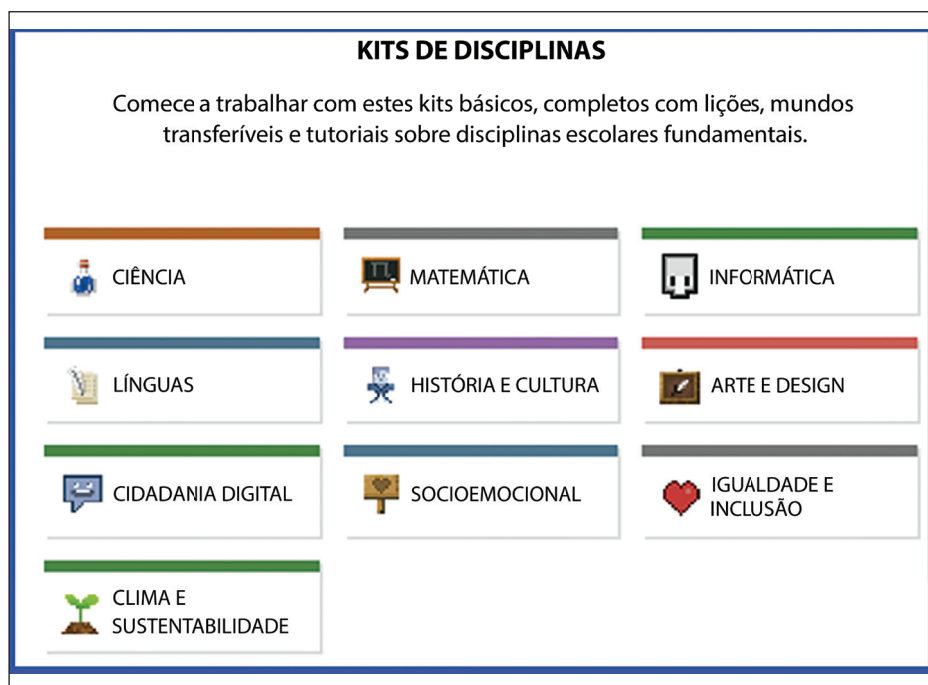 KITS DE DISCIPLINAS
Comece a trabalhar com estes kits básicos, completos com lições, mundos
transferíveis e tutoriais sobre disciplinas escolares fundamentais.
CIÊNCIA
MATEMÁTICA
INFORMÁTICA
LÍNGUAS
HISTÓRIA E CULTURA
ARTE E DESIGN
CIDADANIA DIGITAL
SOCIOEMOCIONAL
IGUALDADE E
INCLUSÃO
CLIMA E
SUSTENTABILIDADE